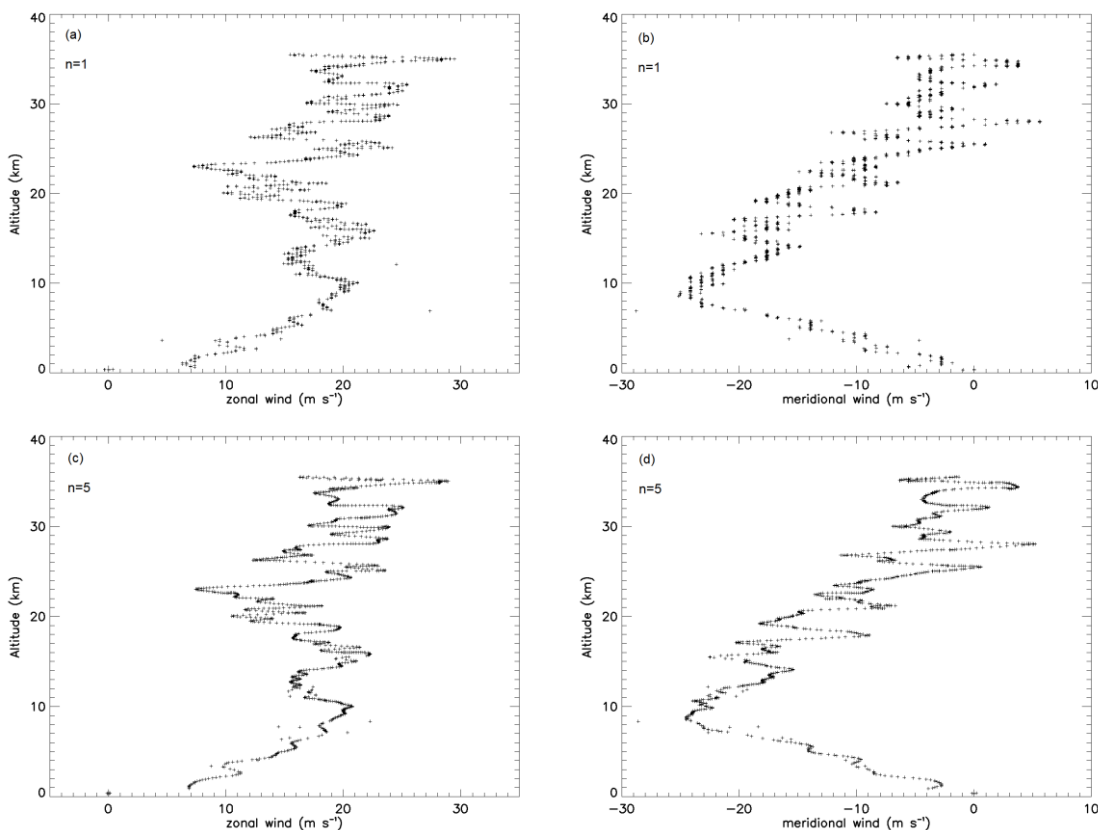 40
(a)
n=1
30
20
10
0
Altitude (km)
0 10 20 30
zonal wind (m s⁻¹)
40
(b)
n=1
30
20
10
0
Altitude (km)
−30 −20 −10 0 10
meridional wind (m s⁻¹)
40
(c)
n=5
30
20
10
0
Altitude (km)
0 10 20 30
zonal wind (m s⁻¹)
40
(d)
n=5
30
20
10
0
Altitude (km)
−30 −20 −10 0 10
meridional wind (m s⁻¹)